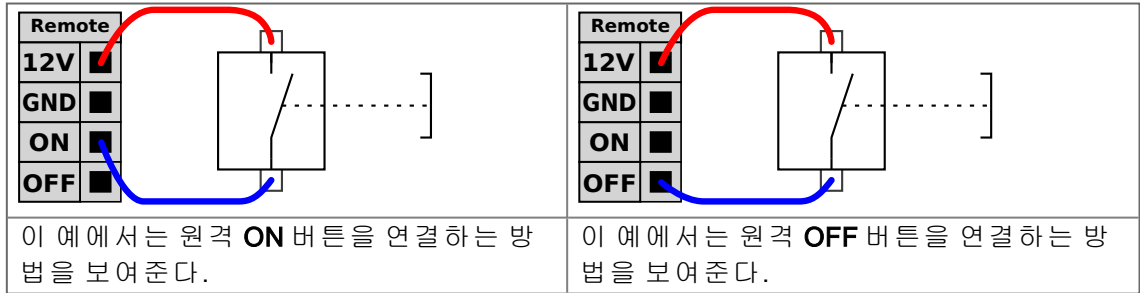 Remote
12V
GND
ON
OFF
이 예에서는 원격 ON 버튼을 연결하는 방
법을 보여준다.
Remote
12V
GND
ON
OFF
이 예에서는 원격 OFF 버튼을 연결하는 방
법을 보여준다.